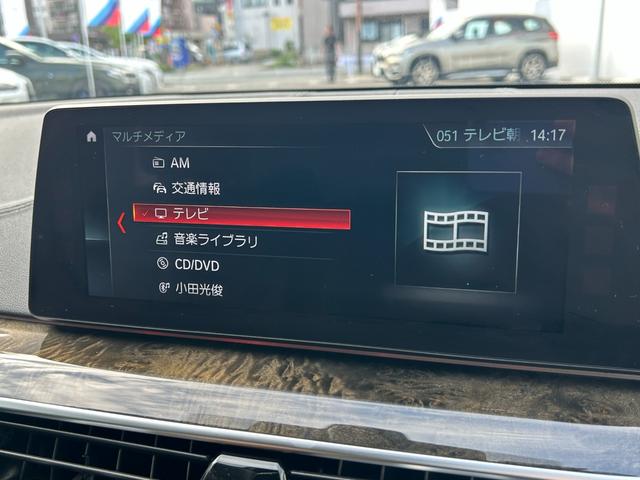 マルチメディア
051 テレビ朝 14:17
AM
交通情報
テレビ
音楽ライブラリ
CD/DVD
小田光俊